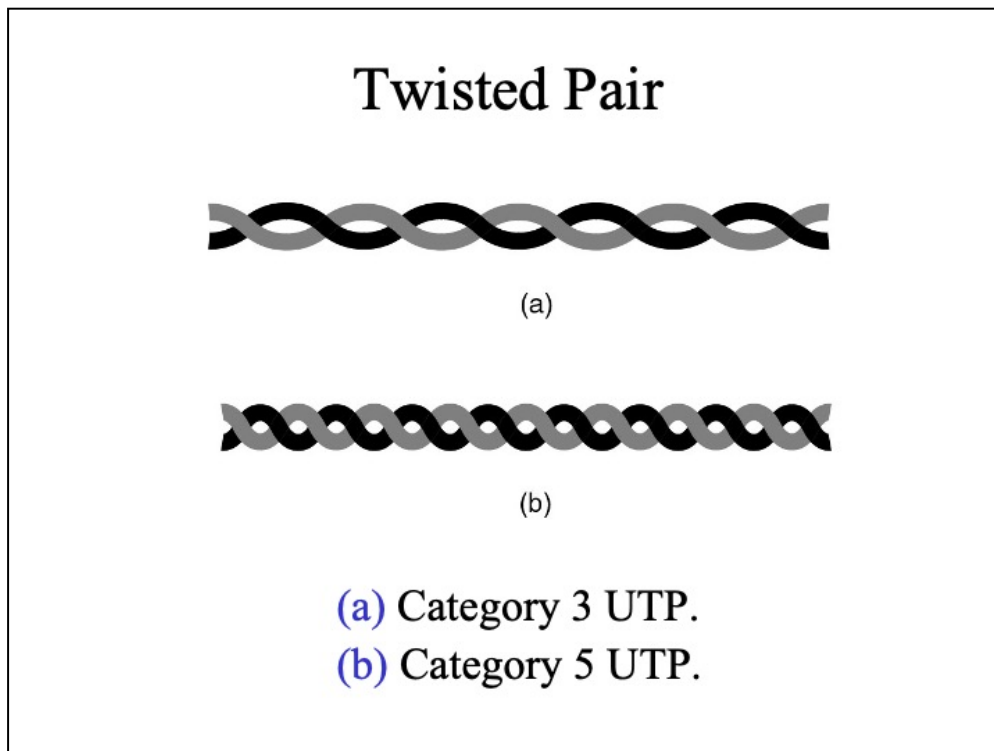 Twisted Pair
(a)
(b)
(a) Category 3 UTP.
(b) Category 5 UTP.